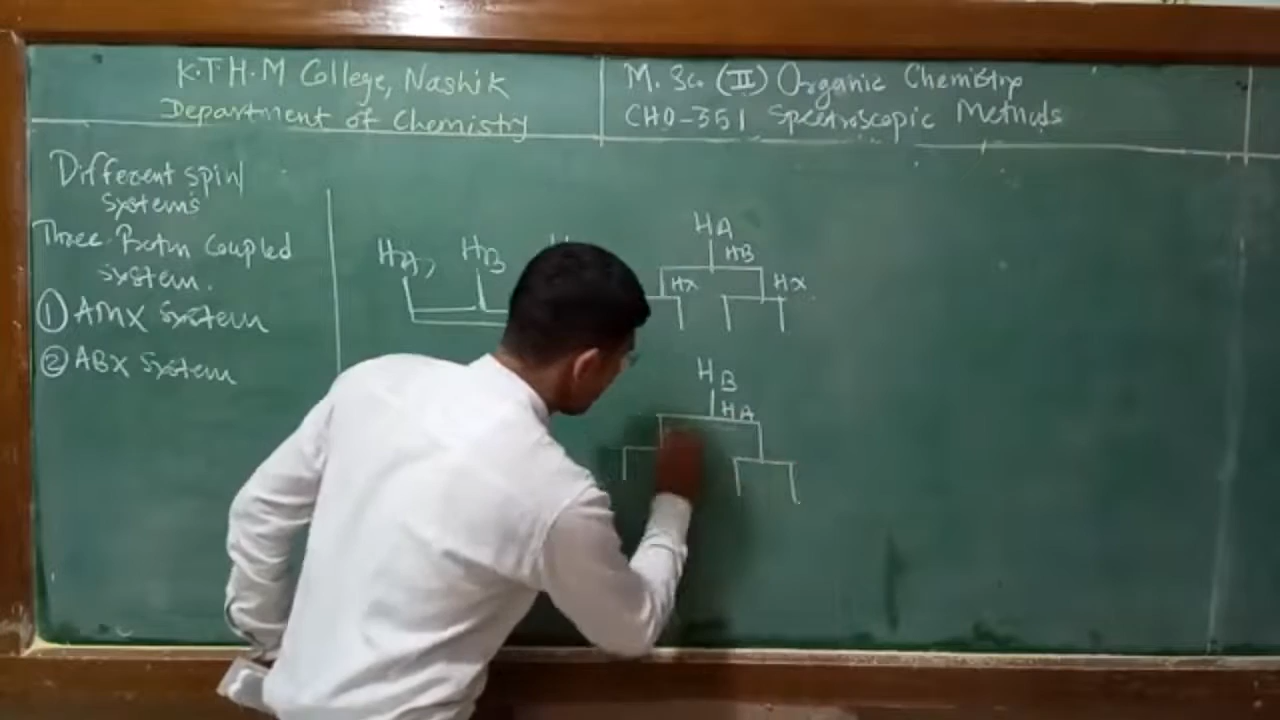 K.T.H.M College, Nashik
Department of Chemistry
M. Sc. (II) Organic Chemistry
CHO-351 Spectroscopic Methods
Different spin
systems
Three Proton Coupled
system.
① AMX System
② ABX System
HA, HB
HA
HB
HX HX
HB
HA